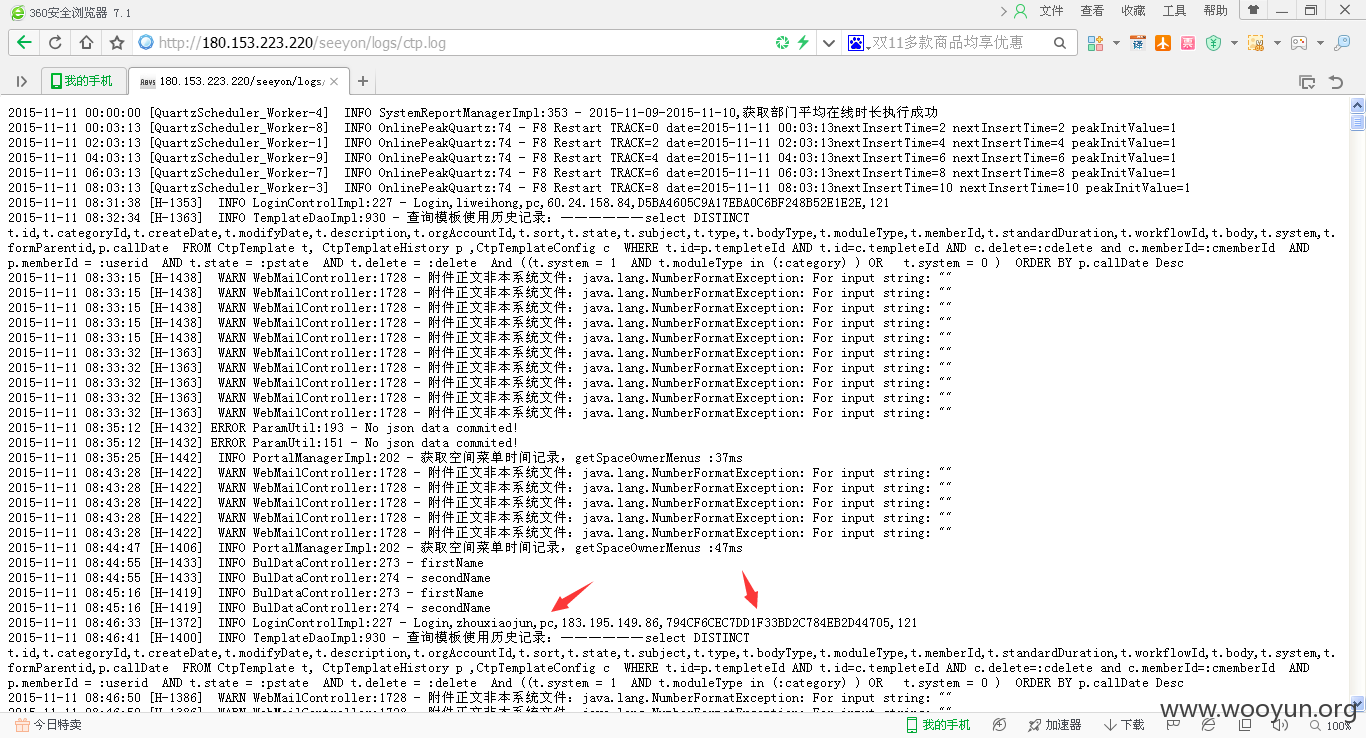 360安全浏览器 7.1
文件 查看 收藏 工具 帮助
http://180.153.223.220/seeyon/logs/ctp.log
双11多款商品均享优惠
译
票
我的手机
180.153.223.220/seeyon/logs/
2015-11-11 00:00:00 [QuartzScheduler_Worker-4]  INFO SystemReportManagerImpl:353 - 2015-11-09-2015-11-10,获取部门平均在线时长执行成功
2015-11-11 00:03:13 [QuartzScheduler_Worker-8]  INFO OnlinePeakQuartz:74 - F8 Restart TRACK=0 date=2015-11-11 00:03:13nextInsertTime=2 nextInsertTime=2 peakInitValue=1
2015-11-11 02:03:13 [QuartzScheduler_Worker-1]  INFO OnlinePeakQuartz:74 - F8 Restart TRACK=2 date=2015-11-11 02:03:13nextInsertTime=4 nextInsertTime=4 peakInitValue=1
2015-11-11 04:03:13 [QuartzScheduler_Worker-9]  INFO OnlinePeakQuartz:74 - F8 Restart TRACK=4 date=2015-11-11 04:03:13nextInsertTime=6 nextInsertTime=6 peakInitValue=1
2015-11-11 06:03:13 [QuartzScheduler_Worker-7]  INFO OnlinePeakQuartz:74 - F8 Restart TRACK=6 date=2015-11-11 06:03:13nextInsertTime=8 nextInsertTime=8 peakInitValue=1
2015-11-11 08:03:13 [QuartzScheduler_Worker-3]  INFO OnlinePeakQuartz:74 - F8 Restart TRACK=8 date=2015-11-11 08:03:13nextInsertTime=10 nextInsertTime=10 peakInitValue=1
2015-11-11 08:31:38 [H-1353]  INFO LoginControlImpl:227 - Login,liweihong,pc,60.24.158.84,D5BA4605C9A17EBA0C6BF248B52E1E2E,121
2015-11-11 08:32:34 [H-1363]  INFO TemplateDaoImpl:930 - 查询模板使用历史记录：——————select DISTINCT
t.id,t.categoryId,t.createDate,t.modifyDate,t.description,t.orgAccountId,t.sort,t.state,t.subject,t.type,t.bodyType,t.moduleType,t.memberId,t.standardDuration,t.workflowId,t.body,t.system,t.
formParentid,p.callDate  FROM CtpTemplate t, CtpTemplateHistory p ,CtpTemplateConfig c  WHERE t.id=p.templeteId AND t.id=c.templeteId AND c.delete=:cdelete and c.memberId=:cmemberId  AND
p.memberId = :userid  AND t.state = :pstate  AND t.delete = :delete  And ((t.system = 1  AND t.moduleType in (:category) ) OR   t.system = 0 )  ORDER BY p.callDate Desc
2015-11-11 08:33:15 [H-1438]  WARN WebMailController:1728 - 附件正文非本系统文件：java.lang.NumberFormatException: For input string: ""
2015-11-11 08:33:15 [H-1438]  WARN WebMailController:1728 - 附件正文非本系统文件：java.lang.NumberFormatException: For input string: ""
2015-11-11 08:33:15 [H-1438]  WARN WebMailController:1728 - 附件正文非本系统文件：java.lang.NumberFormatException: For input string: ""
2015-11-11 08:33:15 [H-1438]  WARN WebMailController:1728 - 附件正文非本系统文件：java.lang.NumberFormatException: For input string: ""
2015-11-11 08:33:15 [H-1438]  WARN WebMailController:1728 - 附件正文非本系统文件：java.lang.NumberFormatException: For input string: ""
2015-11-11 08:33:32 [H-1363]  WARN WebMailController:1728 - 附件正文非本系统文件：java.lang.NumberFormatException: For input string: ""
2015-11-11 08:33:32 [H-1363]  WARN WebMailController:1728 - 附件正文非本系统文件：java.lang.NumberFormatException: For input string: ""
2015-11-11 08:33:32 [H-1363]  WARN WebMailController:1728 - 附件正文非本系统文件：java.lang.NumberFormatException: For input string: ""
2015-11-11 08:33:32 [H-1363]  WARN WebMailController:1728 - 附件正文非本系统文件：java.lang.NumberFormatException: For input string: ""
2015-11-11 08:33:32 [H-1363]  WARN WebMailController:1728 - 附件正文非本系统文件：java.lang.NumberFormatException: For input string: ""
2015-11-11 08:35:12 [H-1432] ERROR ParamUtil:193 - No json data commited!
2015-11-11 08:35:12 [H-1432] ERROR ParamUtil:151 - No json data commited!
2015-11-11 08:35:25 [H-1442]  INFO PortalManagerImpl:202 - 获取空间菜单时间记录，getSpaceOwnerMenus :37ms
2015-11-11 08:43:28 [H-1422]  WARN WebMailController:1728 - 附件正文非本系统文件：java.lang.NumberFormatException: For input string: ""
2015-11-11 08:43:28 [H-1422]  WARN WebMailController:1728 - 附件正文非本系统文件：java.lang.NumberFormatException: For input string: ""
2015-11-11 08:43:28 [H-1422]  WARN WebMailController:1728 - 附件正文非本系统文件：java.lang.NumberFormatException: For input string: ""
2015-11-11 08:43:28 [H-1422]  WARN WebMailController:1728 - 附件正文非本系统文件：java.lang.NumberFormatException: For input string: ""
2015-11-11 08:43:28 [H-1422]  WARN WebMailController:1728 - 附件正文非本系统文件：java.lang.NumberFormatException: For input string: ""
2015-11-11 08:44:47 [H-1406]  INFO PortalManagerImpl:202 - 获取空间菜单时间记录，getSpaceOwnerMenus :47ms
2015-11-11 08:44:55 [H-1433]  INFO BulDataController:273 - firstName
2015-11-11 08:44:55 [H-1433]  INFO BulDataController:274 - secondName
2015-11-11 08:45:16 [H-1419]  INFO BulDataController:273 - firstName
2015-11-11 08:45:16 [H-1419]  INFO BulDataController:274 - secondName
2015-11-11 08:46:33 [H-1372]  INFO LoginControlImpl:227 - Login,zhouxiaojun,pc,183.195.149.86,794CF6CEC7DD1F33BD2C784EB2D44705,121
2015-11-11 08:46:41 [H-1400]  INFO TemplateDaoImpl:930 - 查询模板使用历史记录：——————select DISTINCT
t.id,t.categoryId,t.createDate,t.modifyDate,t.description,t.orgAccountId,t.sort,t.state,t.subject,t.type,t.bodyType,t.moduleType,t.memberId,t.standardDuration,t.workflowId,t.body,t.system,t.
formParentid,p.callDate  FROM CtpTemplate t, CtpTemplateHistory p ,CtpTemplateConfig c  WHERE t.id=p.templeteId AND t.id=c.templeteId AND c.delete=:cdelete and c.memberId=:cmemberId  AND
p.memberId = :userid  AND t.state = :pstate  AND t.delete = :delete  And ((t.system = 1  AND t.moduleType in (:category) ) OR   t.system = 0 )  ORDER BY p.callDate Desc
2015-11-11 08:46:50 [H-1386]  WARN WebMailController:1728 - 附件正文非本系统文件：java.lang.NumberFormatException: For input string: ""
2015-11-11 08:46:50 [H-1386]  WARN WebMailController:1728 - 附件正文非本系统文件：java.lang.NumberFormatException: For input string: ""
www.wooyun.org
今日特卖
我的手机
加速器
下载
100%